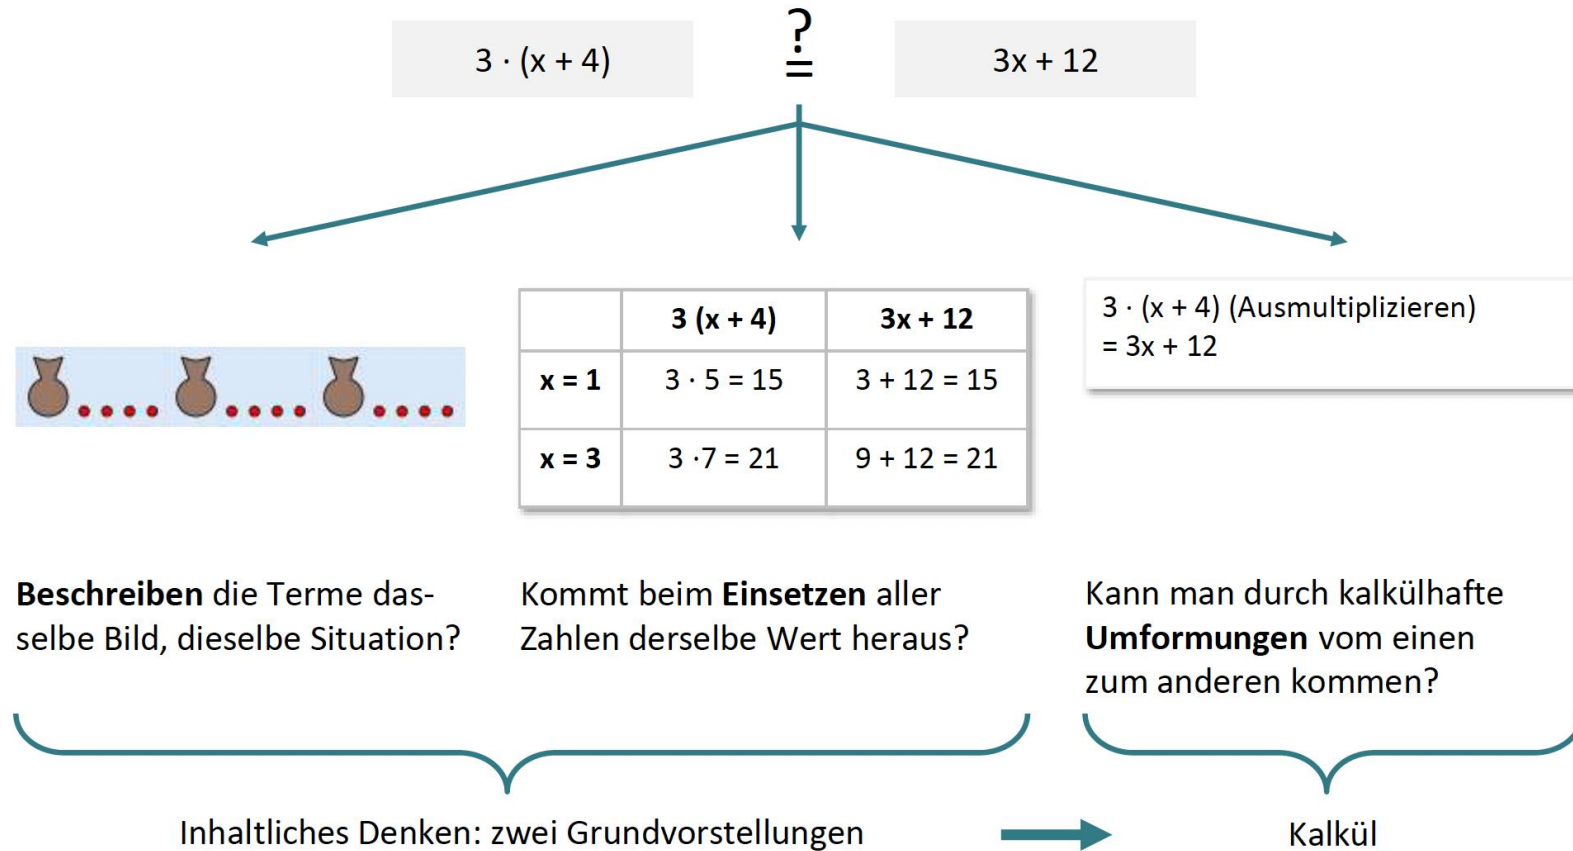 3 · (x + 4)
?
=
3x + 12
3 (x + 4) 3x + 12
x = 1 3 · 5 = 15 3 + 12 = 15
x = 3 3 ·7 = 21 9 + 12 = 21
3 · (x + 4) (Ausmultiplizieren)
= 3x + 12
Beschreiben die Terme das-
selbe Bild, dieselbe Situation?
Kommt beim Einsetzen aller
Zahlen derselbe Wert heraus?
Kann man durch kalkülhafte
Umformungen vom einen
zum anderen kommen?
Inhaltliches Denken: zwei Grundvorstellungen
Kalkül